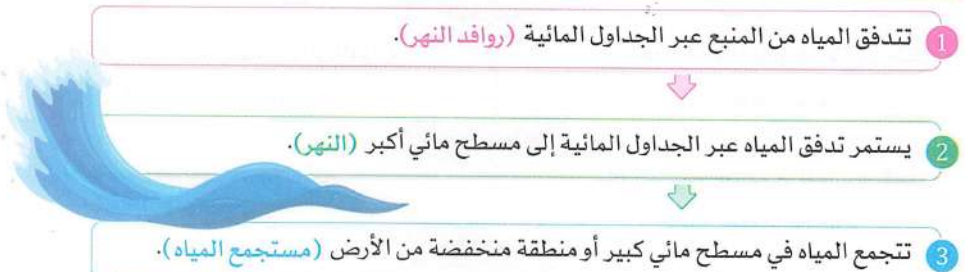 1 تتدفق المياه من المنبع عبر الجداول المائية (روافد النهر).
2 يستمر تدفق المياه عبر الجداول المائية إلى مسطح مائي أكبر (النهر).
3 تتجمع المياه في مسطح مائي كبير أو منطقة منخفضة من الأرض (مستجمع المياه).